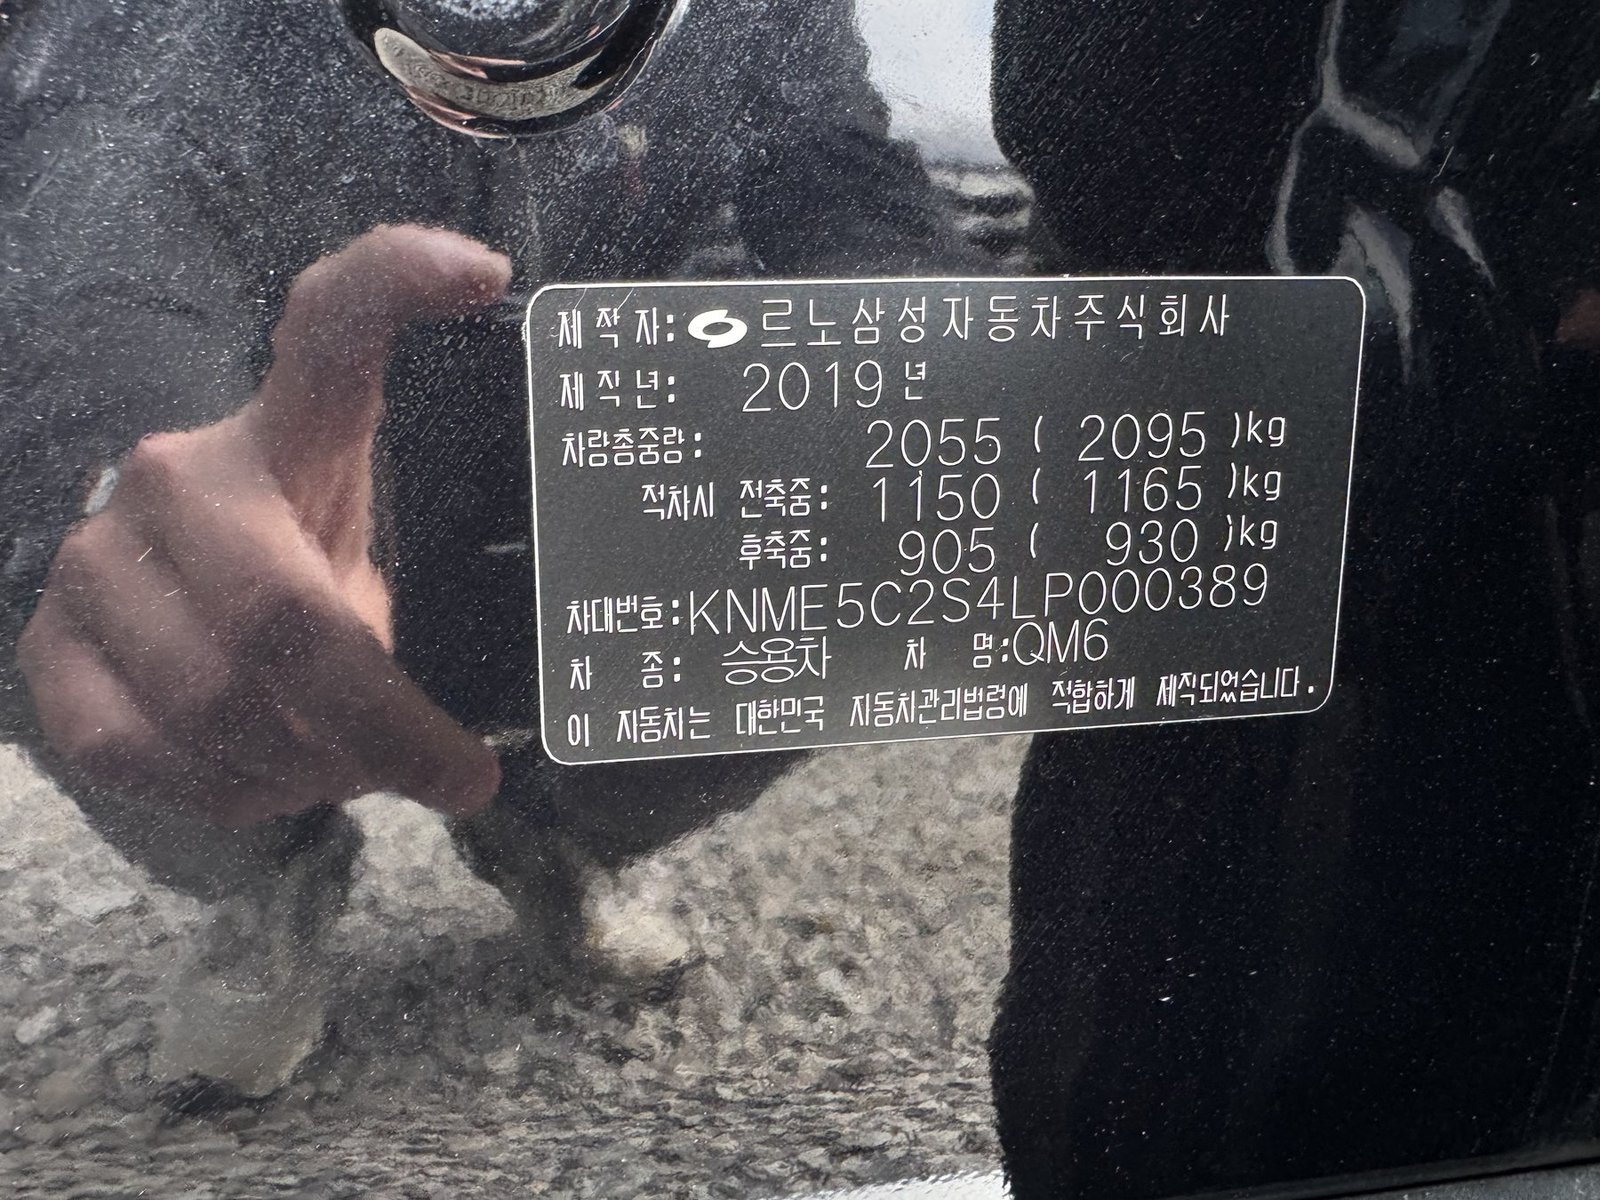 제 작 자: 르노삼성자동차주식회사
제 작 년: 2019년
차량총중량: 2055 ( 2095 )kg
적차시 전축중: 1150 ( 1165 )kg
후축중: 905 ( 930 )kg
차대번호:KNME5C2S4LP000389
차 종: 승용차 차 명:QM6
이 자동차는 대한민국 자동차관리법령에 적합하게 제작되었습니다.